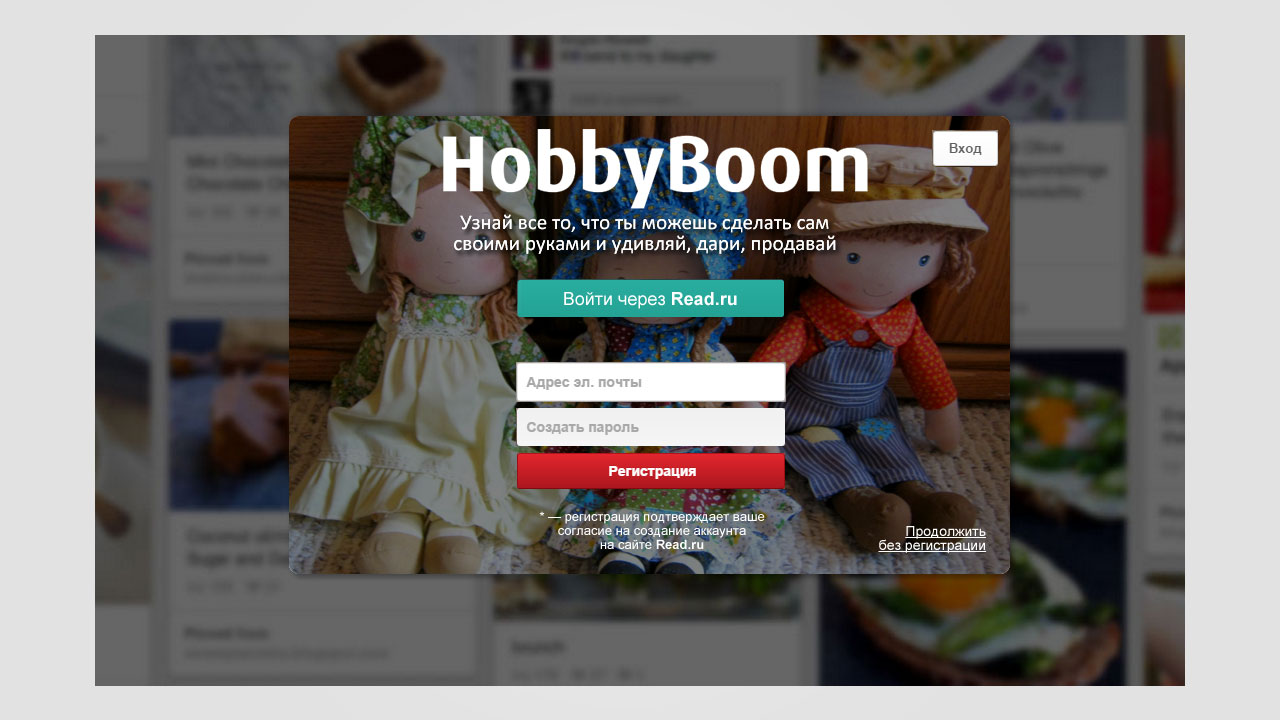 HobbyBoom
Вход
Узнай все то, что ты можешь сделать сам
своими руками и удивляй, дари, продавай
Войти через Read.ru
Адрес эл. почты
Создать пароль
Регистрация
* — регистрация подтверждает ваше
согласие на создание аккаунта
на сайте Read.ru
Продолжить
без регистрации